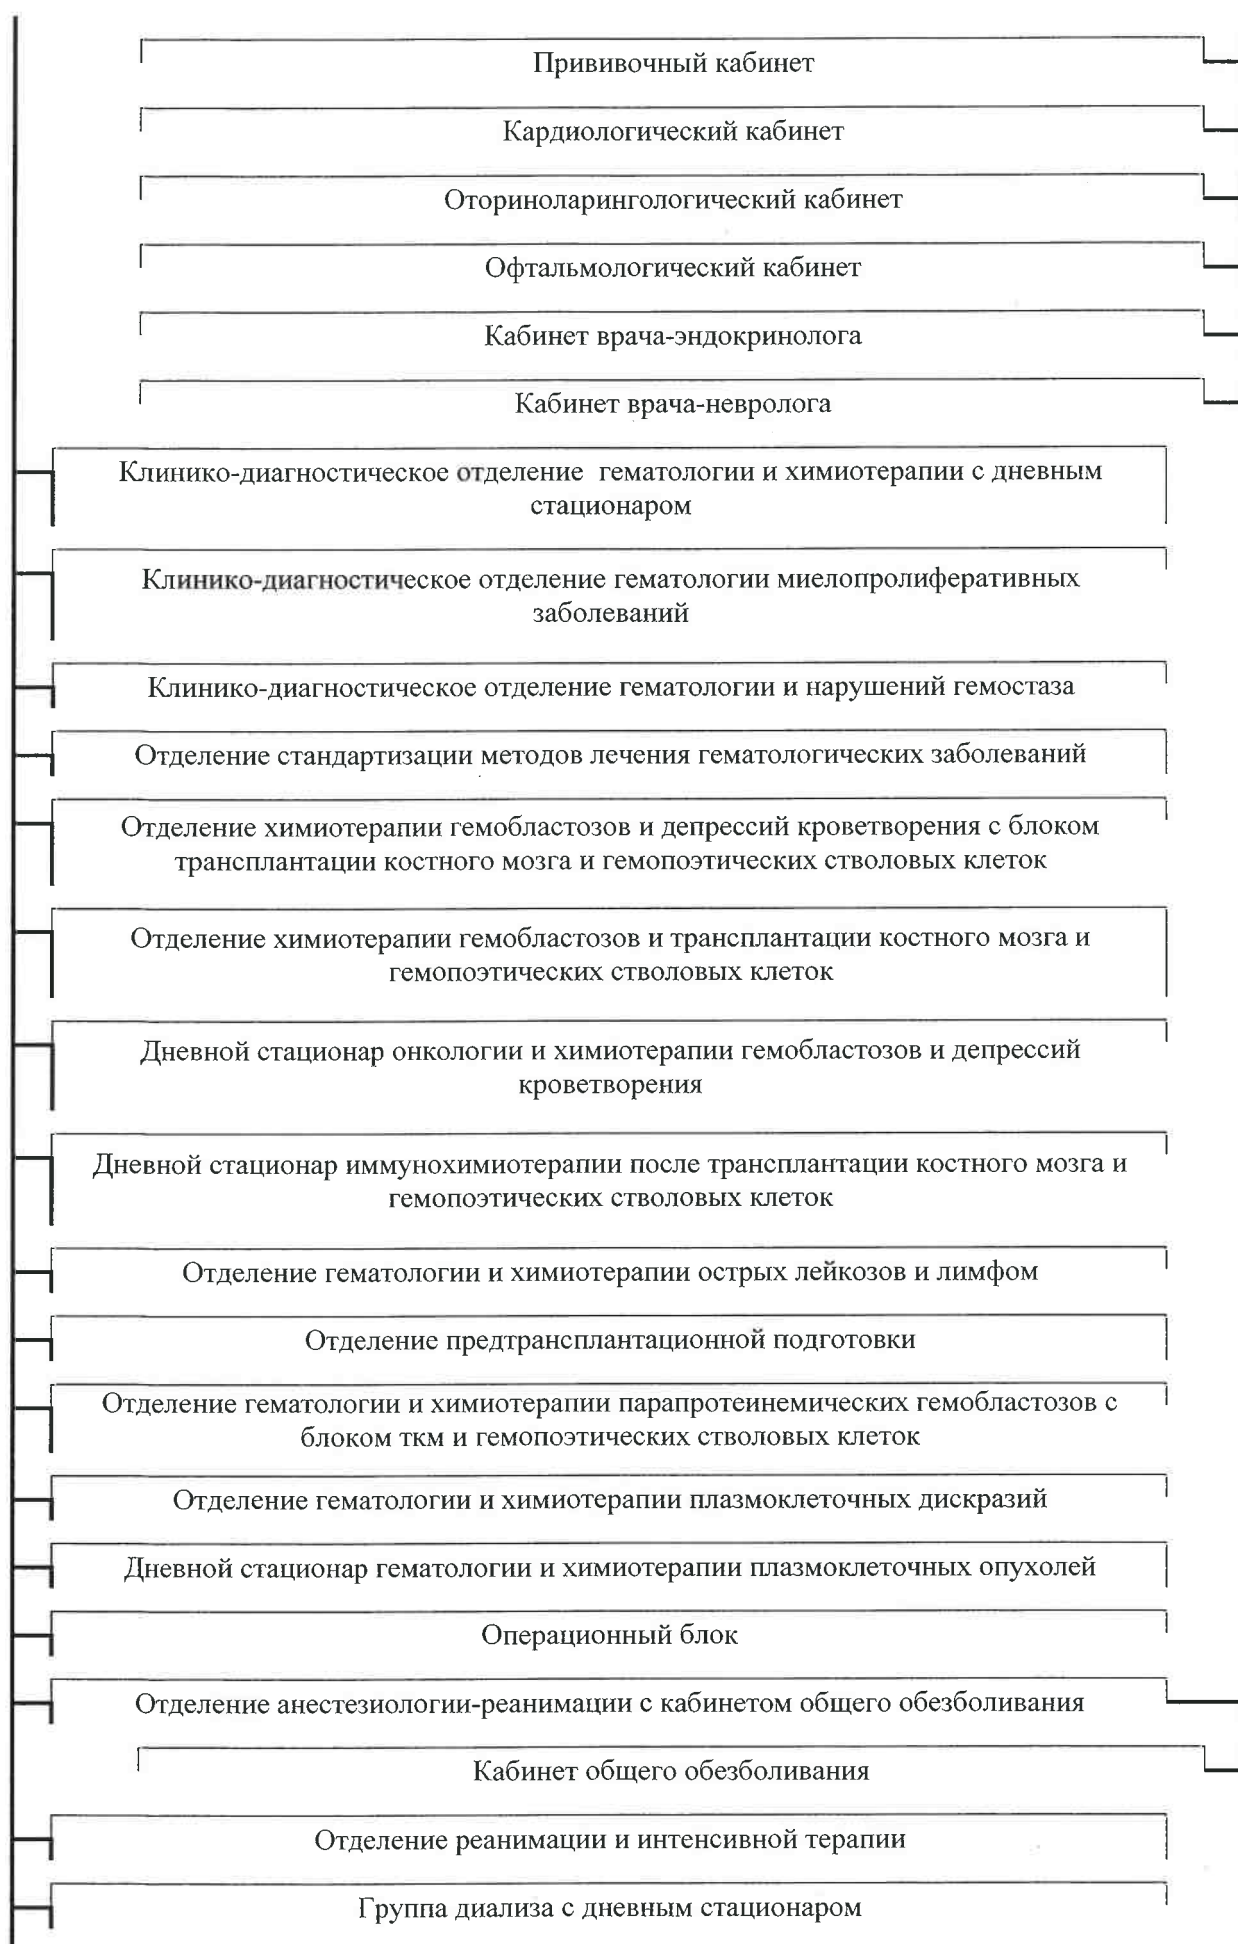 Прививочный кабинет
Кардиологический кабинет
Оториноларингологический кабинет
Офтальмологический кабинет
Кабинет врача-эндокринолога
Кабинет врача-невролога
Клинико-диагностическое отделение гематологии и химиотерапии с дневным
стационаром
Клинико-диагностическое отделение гематологии миелопролиферативных
заболеваний
Клинико-диагностическое отделение гематологии и нарушений гемостаза
Отделение стандартизации методов лечения гематологических заболеваний
Отделение химиотерапии гемобластозов и депрессий кроветворения с блоком
трансплантации костного мозга и гемопоэтических стволовых клеток
Отделение химиотерапии гемобластозов и трансплантации костного мозга и
гемопоэтических стволовых клеток
Дневной стационар онкологии и химиотерапии гемобластозов и депрессий
кроветворения
Дневной стационар иммунохимиотерапии после трансплантации костного мозга и
гемопоэтических стволовых клеток
Отделение гематологии и химиотерапии острых лейкозов и лимфом
Отделение предтрансплантационной подготовки
Отделение гематологии и химиотерапии парапротеинемических гемобластозов с
блоком ткм и гемопоэтических стволовых клеток
Отделение гематологии и химиотерапии плазмоклеточных дискразий
Дневной стационар гематологии и химиотерапии плазмоклеточных опухолей
Операционный блок
Отделение анестезиологии-реанимации с кабинетом общего обезболивания
Кабинет общего обезболивания
Отделение реанимации и интенсивной терапии
Группа диализа с дневным стационаром